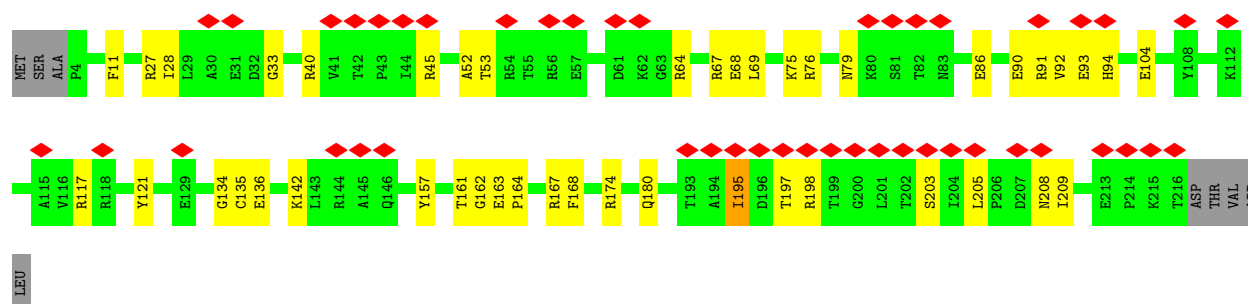 MET SER ALA P4 F11 R27 I28 L29 A30 E31 D32 G33 R40 V41 T42 P43 I44 R45 A52 T53 R54 T55 R56 E57 D61 K62 G63 R64 R67 E68 L69 K75 R76 N79 K80 S81 T82 N83 E86 E90 R91 V92 E93 H94 E104 Y108 K112
A115 V116 R117 R118 Y121 E129 G134 C135 E136 K142 L143 R144 A145 Q146 Y157 T161 G162 E163 P164 R167 F168 R174 Q180 T193 A194 I195 D196 T197 R198 T199 G200 L201 T202 S203 I204 L205 P206 D207 N208 I209 E213 P214 K215 T216 ASP THR VAL
LEU